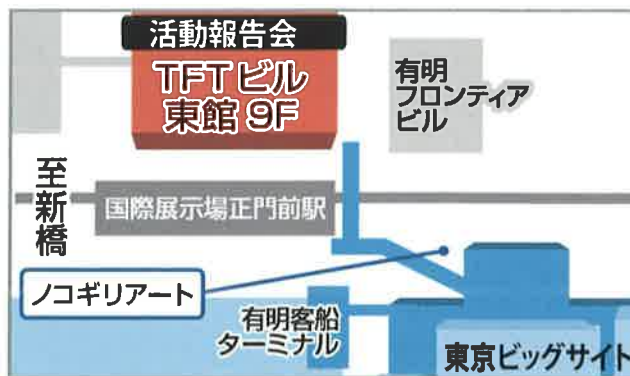 活動報告会
TFTビル
東館 9F
有明
フロンティア
ビル
至新橋
国際展示場正門前駅
ノコギリアート
有明客船
ターミナル
東京ビッグサイト